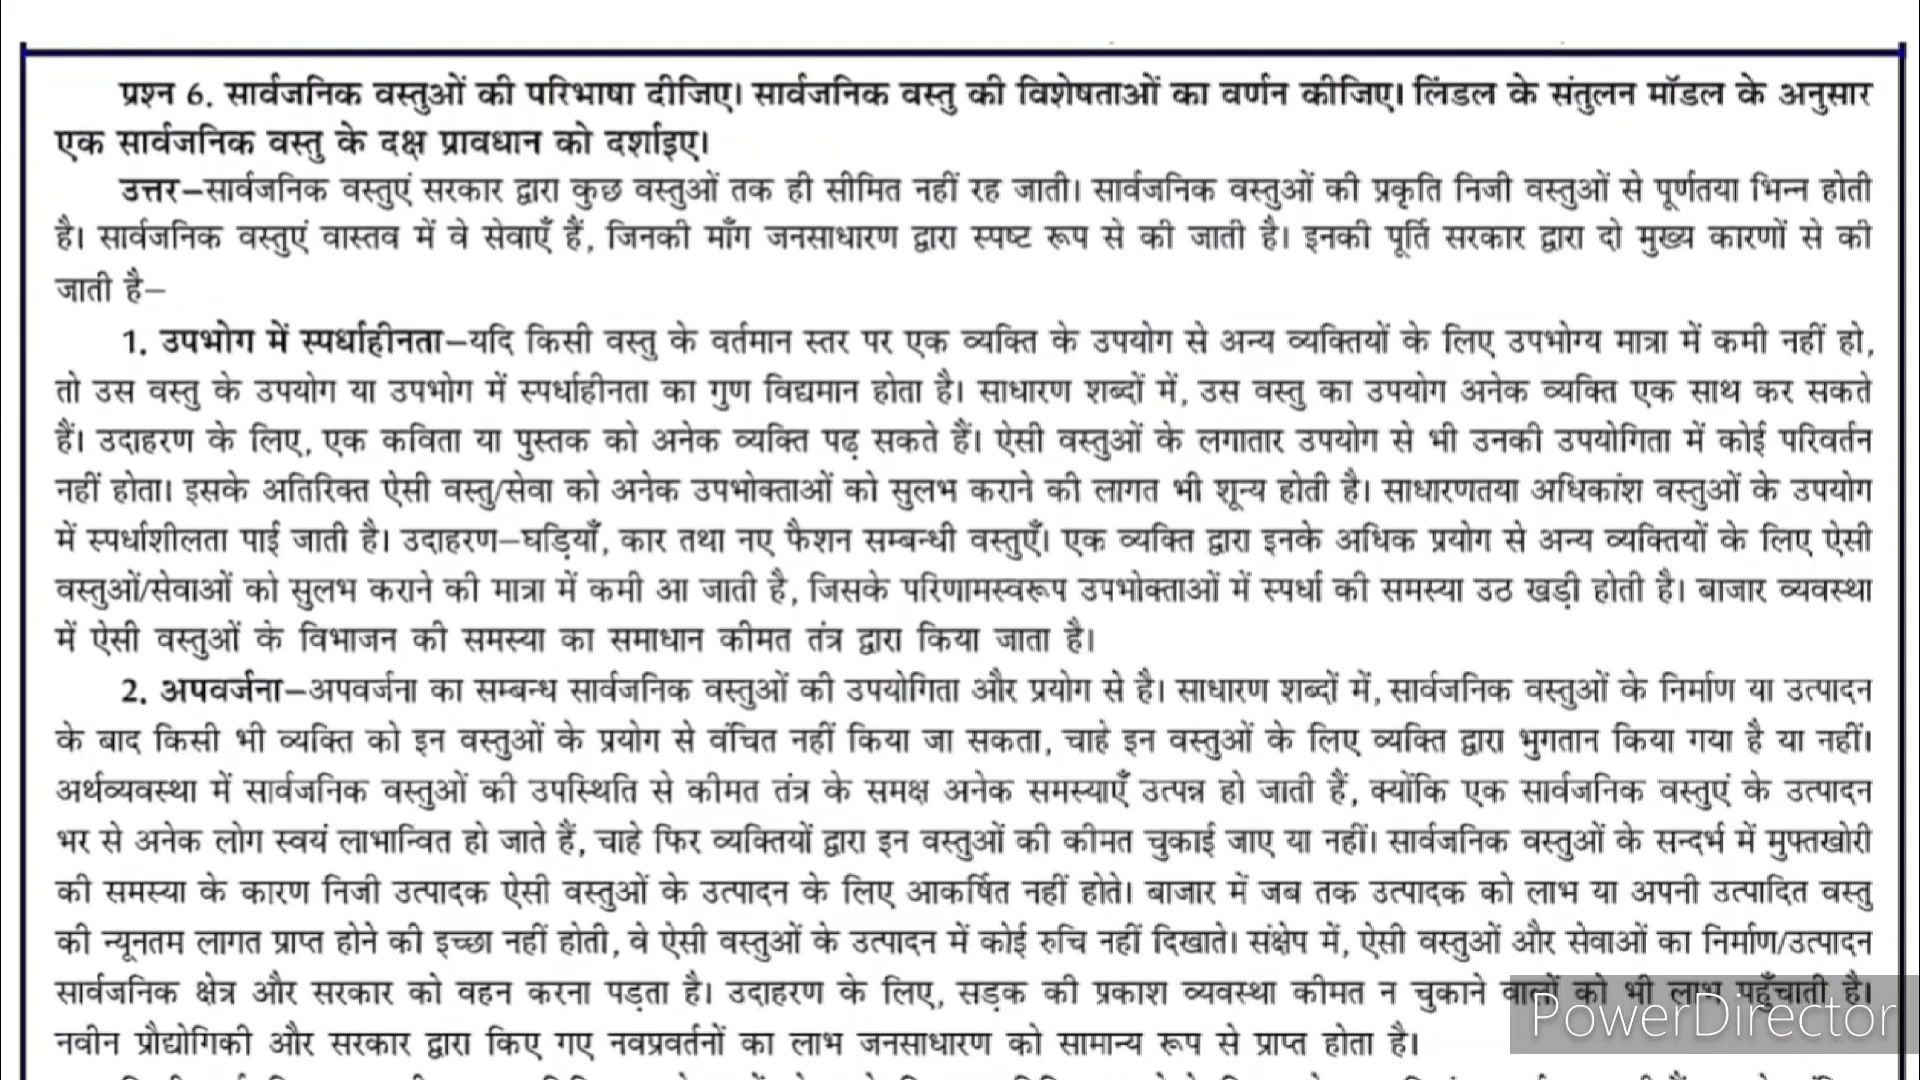 प्रश्न 6. सार्वजनिक वस्तुओं की परिभाषा दीजिए। सार्वजनिक वस्तु की विशेषताओं का वर्णन कीजिए। लिंडल के संतुलन मॉडल के अनुसार
एक सार्वजनिक वस्तु के दक्ष प्रावधान को दर्शाइए।
उत्तर–सार्वजनिक वस्तुएं सरकार द्वारा कुछ वस्तुओं तक ही सीमित नहीं रह जाती। सार्वजनिक वस्तुओं की प्रकृति निजी वस्तुओं से पूर्णतया भिन्न होती
है। सार्वजनिक वस्तुएं वास्तव में वे सेवाएँ हैं, जिनकी माँग जनसाधारण द्वारा स्पष्ट रूप से की जाती है। इनकी पूर्ति सरकार द्वारा दो मुख्य कारणों से की
जाती है–
1. उपभोग में स्पर्धाहीनता–यदि किसी वस्तु के वर्तमान स्तर पर एक व्यक्ति के उपयोग से अन्य व्यक्तियों के लिए उपभोग्य मात्रा में कमी नहीं हो,
तो उस वस्तु के उपयोग या उपभोग में स्पर्धाहीनता का गुण विद्यमान होता है। साधारण शब्दों में, उस वस्तु का उपयोग अनेक व्यक्ति एक साथ कर सकते
हैं। उदाहरण के लिए, एक कविता या पुस्तक को अनेक व्यक्ति पढ़ सकते हैं। ऐसी वस्तुओं के लगातार उपयोग से भी उनकी उपयोगिता में कोई परिवर्तन
नहीं होता। इसके अतिरिक्त ऐसी वस्तु/सेवा को अनेक उपभोक्ताओं को सुलभ कराने की लागत भी शून्य होती है। साधारणतया अधिकांश वस्तुओं के उपयोग
में स्पर्धाशीलता पाई जाती है। उदाहरण–घड़ियाँ, कार तथा नए फैशन सम्बन्धी वस्तुएँ। एक व्यक्ति द्वारा इनके अधिक प्रयोग से अन्य व्यक्तियों के लिए ऐसी
वस्तुओं/सेवाओं को सुलभ कराने की मात्रा में कमी आ जाती है, जिसके परिणामस्वरूप उपभोक्ताओं में स्पर्धा की समस्या उठ खड़ी होती है। बाजार व्यवस्था
में ऐसी वस्तुओं के विभाजन की समस्या का समाधान कीमत तंत्र द्वारा किया जाता है।
2. अपवर्जना–अपवर्जना का सम्बन्ध सार्वजनिक वस्तुओं की उपयोगिता और प्रयोग से है। साधारण शब्दों में, सार्वजनिक वस्तुओं के निर्माण या उत्पादन
के बाद किसी भी व्यक्ति को इन वस्तुओं के प्रयोग से वंचित नहीं किया जा सकता, चाहे इन वस्तुओं के लिए व्यक्ति द्वारा भुगतान किया गया है या नहीं।
अर्थव्यवस्था में सार्वजनिक वस्तुओं की उपस्थिति से कीमत तंत्र के समक्ष अनेक समस्याएँ उत्पन्न हो जाती हैं, क्योंकि एक सार्वजनिक वस्तुएं के उत्पादन
भर से अनेक लोग स्वयं लाभान्वित हो जाते हैं, चाहे फिर व्यक्तियों द्वारा इन वस्तुओं की कीमत चुकाई जाए या नहीं। सार्वजनिक वस्तुओं के सन्दर्भ में मुफ्तखोरी
की समस्या के कारण निजी उत्पादक ऐसी वस्तुओं के उत्पादन के लिए आकर्षित नहीं होते। बाजार में जब तक उत्पादक को लाभ या अपनी उत्पादित वस्तु
की न्यूनतम लागत प्राप्त होने की इच्छा नहीं होती, वे ऐसी वस्तुओं के उत्पादन में कोई रुचि नहीं दिखाते। संक्षेप में, ऐसी वस्तुओं और सेवाओं का निर्माण/उत्पादन
सार्वजनिक क्षेत्र और सरकार को वहन करना पड़ता है। उदाहरण के लिए, सड़क की प्रकाश व्यवस्था कीमत न चुकाने वालों को भी लाभ पहुँचाती है।
नवीन प्रौद्योगिकी और सरकार द्वारा किए गए नवप्रवर्तनों का लाभ जनसाधारण को सामान्य रूप से प्राप्त होता है।
PowerDirector